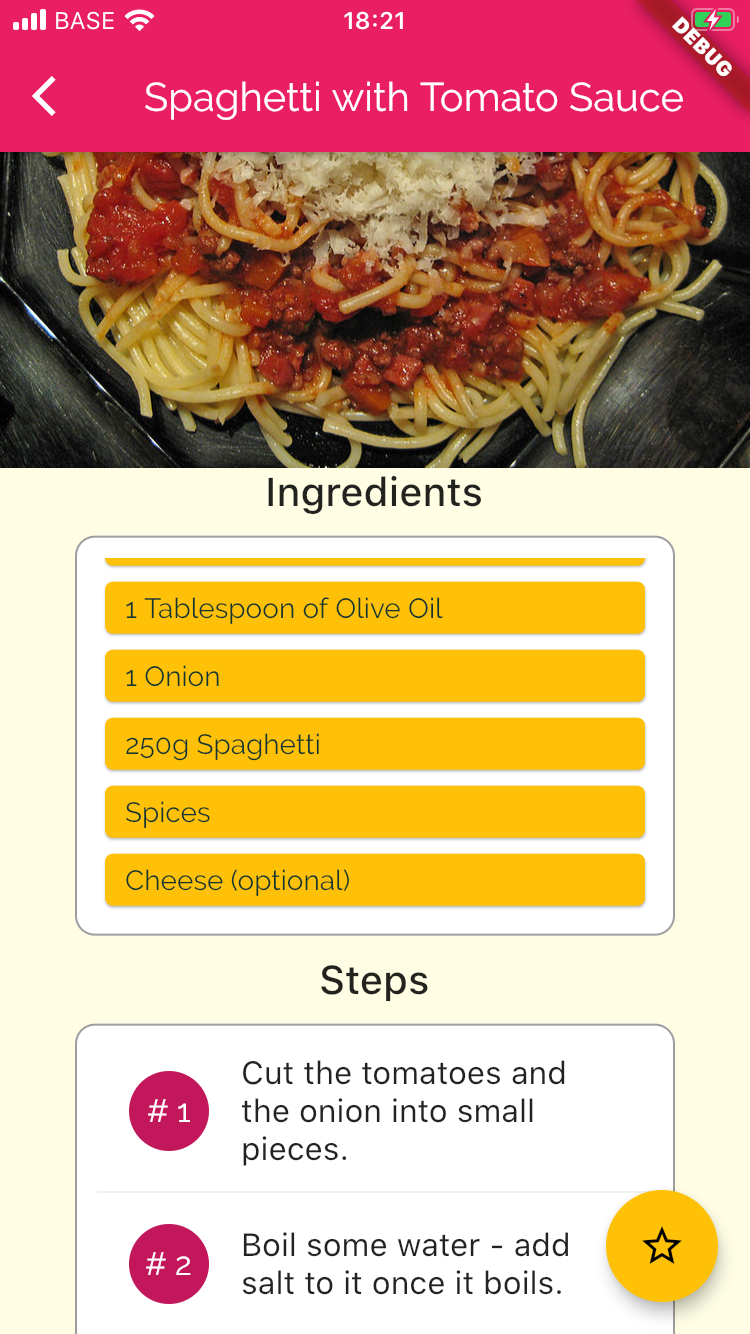 BASE 18:21
DEBUG
Spaghetti with Tomato Sauce
Ingredients
1 Tablespoon of Olive Oil
1 Onion
250g Spaghetti
Spices
Cheese (optional)
Steps
# 1
Cut the tomatoes and
the onion into small
pieces.
# 2
Boil some water - add
salt to it once it boils.